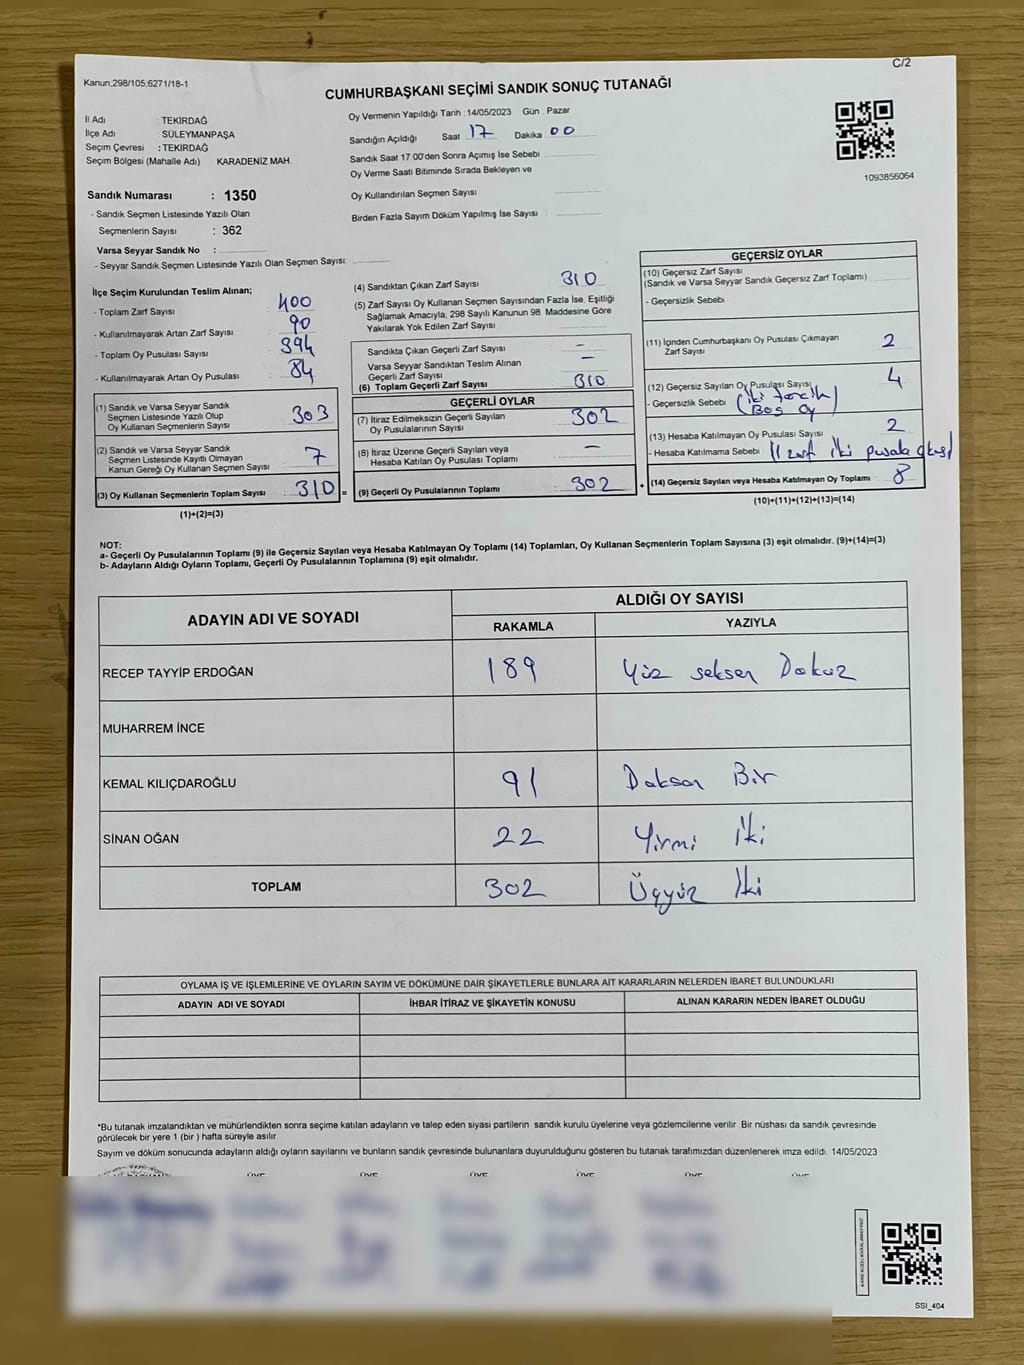 Kanun,298/105;6271/18-1
C/2
CUMHURBAŞKANI SEÇİMİ SANDIK SONUÇ TUTANAĞI
İl Adı : TEKİRDAĞ
İlçe Adı : SÜLEYMANPAŞA
Seçim Çevresi : TEKİRDAĞ
Seçim Bölgesi (Mahalle Adı) : KARADENİZ MAH.
Sandık Numarası : 1350
- Sandık Seçmen Listesinde Yazılı Olan
Seçmenlerin Sayısı : 362
Varsa Seyyar Sandık No :
- Seyyar Sandık Seçmen Listesinde Yazılı Olan Seçmen Sayısı:
Oy Vermenin Yapıldığı Tarih : 14/05/2023 Gün : Pazar
Sandığın Açıldığı Saat 17 Dakika 00
Sandık Saat 17 00'den Sonra Açımış İse Sebebi
Oy Verme Saati Bitiminde Sırada Bekleyen ve
Oy Kullandırılan Seçmen Sayısı :
Birden Fazla Sayım Döküm Yapılmış İse Sayısı :
1093856064
İlçe Seçim Kurulundan Teslim Alınan;
- Toplam Zarf Sayısı : 400
- Kullanılmayarak Artan Zarf Sayısı : 90
- Toplam Oy Pusulası Sayısı : 394
- Kullanılmayarak Artan Oy Pusulası : 84
(1) Sandık ve Varsa Seyyar Sandık
Seçmen Listesinde Yazılı Olup
Oy Kullanan Seçmenlerin Sayısı : 303
(2) Sandık ve Varsa Seyyar Sandık
Seçmen Listesinde Kayıtlı Olmayan
Kanun Gereği Oy Kullanan Seçmen Sayısı : 7
(3) Oy Kullanan Seçmenlerin Toplam Sayısı : 310 =
(1)+(2)=(3)
(4) Sandıktan Çıkan Zarf Sayısı : 310
(5) Zarf Sayısı Oy Kullanan Seçmen Sayısından Fazla İse, Eşitliği
Sağlamak Amacıyla, 298 Sayılı Kanunun 98. Maddesine Göre
Yakılarak Yok Edilen Zarf Sayısı :
Sandıkta Çıkan Geçerli Zarf Sayısı : -
Varsa Seyyar Sandıktan Teslim Alınan
Geçerli Zarf Sayısı : -
(6) Toplam Geçerli Zarf Sayısı : 310
GEÇERLİ OYLAR
(7) İtiraz Edilmeksizin Geçerli Sayılan
Oy Pusulalarının Sayısı : 302
(8) İtiraz Üzerine Geçerli Sayılan veya
Hesaba Katılan Oy Pusulası Toplamı : -
(9) Geçerli Oy Pusulalarının Toplamı : 302 +
GEÇERSİZ OYLAR
(10) Geçersiz Zarf Sayısı
(Sandık ve Varsa Seyyar Sandık Geçersiz Zarf Toplamı)
- Geçersizlik Sebebi
(11) İçinden Cumhurbaşkanı Oy Pusulası Çıkmayan 2
Zarf Sayısı
(12) Geçersiz Sayılan Oy Pusulası Sayısı 4
- Geçersizlik Sebebi (iki tercih
Boş Oy)
(13) Hesaba Katılmayan Oy Pusulası Sayısı 2
- Hesaba Katılmama Sebebi zarf iki pusula
(14) Geçersiz Sayılan veya Hesaba Katılmayan Oy Toplamı 8
(10)+(11)+(12)+(13)=(14)
NOT:
a- Geçerli Oy Pusulalarının Toplamı (9) ile Geçersiz Sayılan veya Hesaba Katılmayan Oy Toplamı (14) Toplamları, Oy Kullanan Seçmenlerin Toplam Sayısına (3) eşit olmalıdır. (9)+(14)=(3)
b- Adayların Aldığı Oyların Toplamı, Geçerli Oy Pusulalarının Toplamına (9) eşit olmalıdır.
ADAYIN ADI VE SOYADI
ALDIĞI OY SAYISI
RAKAMLA YAZIYLA
RECEP TAYYİP ERDOĞAN 189 Yüz seksen Dokuz
MUHARREM İNCE
KEMAL KILIÇDAROĞLU 91 Doksan Bir
SİNAN OĞAN 22 Yirmi İki
TOPLAM 302 Üçyüz İki
OYLAMA İŞ VE İŞLEMLERİNE VE OYLARIN SAYIM VE DÖKÜMÜNE DAİR ŞİKAYETLERLE BUNLARA AİT KARARLARIN NELERDEN İBARET BULUNDUKLARI
ADAYIN ADI VE SOYADI İHBAR İTİRAZ VE ŞİKAYETİN KONUSU ALINAN KARARIN NEDEN İBARET OLDUĞU
*Bu tutanak imzalandıktan ve mühürlendikten sonra seçime katılan adayların ve talep eden siyasi partilerin sandık kurulu üyelerine veya gözlemcilerine verilir. Bir nüshası da sandık çevresinde
görülecek bir yere 1 (bir ) hafta süreyle asılır.
Sayım ve döküm sonucunda adayların aldığı oyların sayılarını ve bunların sandık çevresinde bulunanlara duyurulduğunu gösteren bu tutanak tarafımızdan düzenlenerek imza edildi. 14/05/2023
SSI_404